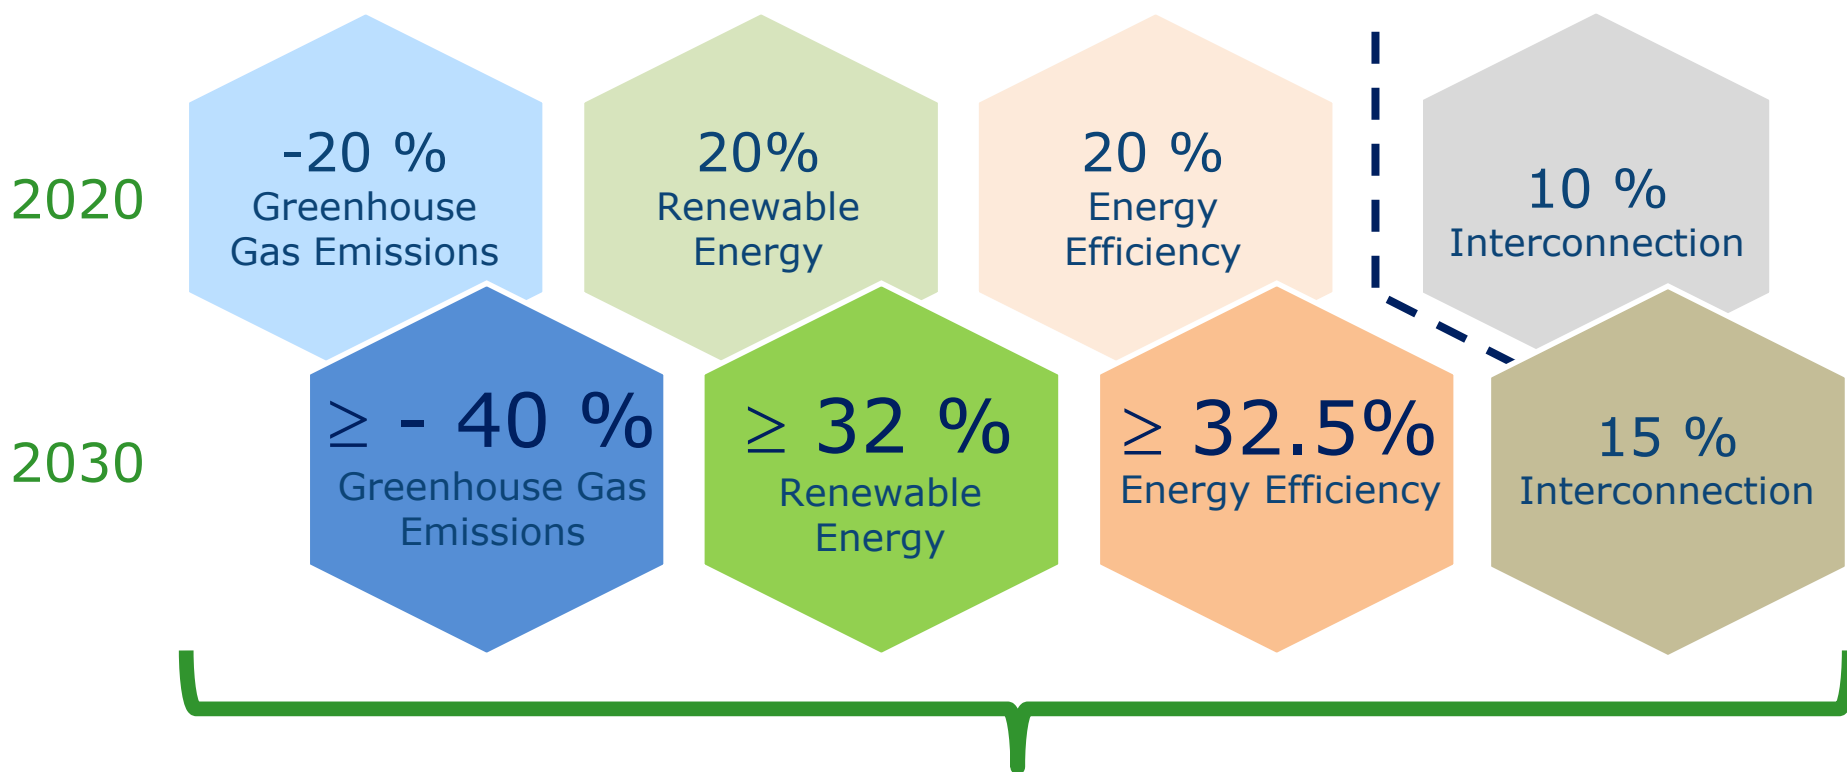 2020
-20 %
Greenhouse
Gas Emissions
20%
Renewable
Energy
20 %
Energy
Efficiency
10 %
Interconnection
2030
≥ - 40 %
Greenhouse Gas
Emissions
≥ 32 %
Renewable
Energy
≥ 32.5%
Energy Efficiency
15 %
Interconnection